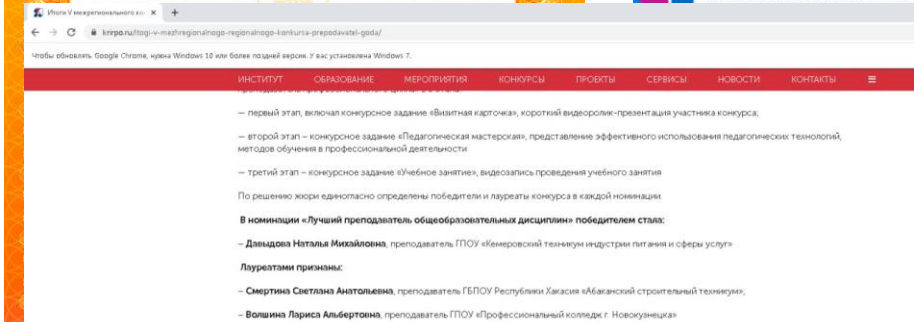 Итоги V межрегионального ко
krirpo.ru/itogi-v-mezhregionalnogo-regionalnogo-konkursa-prepodavatel-goda/
Чтобы обновлять Google Chrome, нужна Windows 10 или более поздней версии. У вас установлена Windows 7.
ИНСТИТУТ ОБРАЗОВАНИЕ МЕРОПРИЯТИЯ КОНКУРСЫ ПРОЕКТЫ СЕРВИСЫ НОВОСТИ КОНТАКТЫ
— первый этап, включал конкурсное задание «Визитная карточка», короткий видеоролик-презентация участника конкурса;
— второй этап – конкурсное задание «Педагогическая мастерская», представление эффективного использования педагогических технологий,
методов обучения в профессиональной деятельности
— третий этап – конкурсное задание «Учебное занятие», видеозапись проведения учебного занятия
По решению жюри единогласно определены победители и лауреаты конкурса в каждой номинации.
В номинации «Лучший преподаватель общеобразовательных дисциплин» победителем стала:
– Давыдова Наталья Михайловна, преподаватель ГПОУ «Кемеровский техникум индустрии питания и сферы услуг»
Лауреатами признаны:
– Смертина Светлана Анатольевна, преподаватель ГБПОУ Республики Хакасия «Абаканский строительный техникум»;
– Волшина Лариса Альбертовна, преподаватель ГПОУ «Профессиональный колледж г. Новокузнецка»